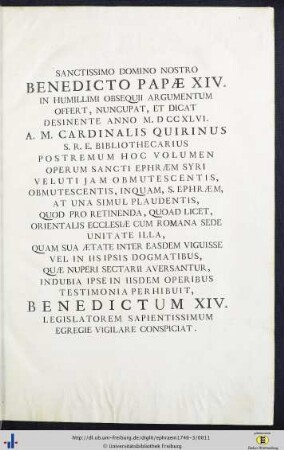 SANCTISSIMO DOMINO NOSTRO
BENEDICTO PAPÆ XIV.
IN HUMILLIMI OBSEQUII ARGUMENTUM
OFFERT, NUNCUPAT, ET DICAT
DESINENTE ANNO M. DCCXLVI.
A. M. CARDINALIS QUIRINUS
S. R. E. BIBLIOTHECARIUS
POSTREMUM HOC VOLUMEN
OPERUM SANCTI EPHRÆM SYRI
VELUTI JAM OBMUTESCENTIS,
OBMUTESCENTIS, INQUAM, S. EPHRÆM,
AT UNA SIMUL PLAUDENTIS,
QUOD PRO RETINENDA, QUOAD LICET,
ORIENTALIS ECCLESIÆ CUM ROMANA SEDE
UNITATE ILLA,
QUAM SUA ÆTATE INTER EASDEM VIGUISSE
VEL IN IIS IPSIS DOGMATIBUS,
QUÆ NUPERI SECTARII AVERSANTUR,
INDUBIA IPSE IN IISDEM OPERIBUS
TESTIMONIA PERHIBUIT,
BENEDICTUM XIV.
LEGISLATOREM SAPIENTISSIMUM
EGREGIE VIGILARE CONSPICIAT.
http://dl.ub.uni-freiburg.de/diglit/ephraem1746-3/0011
© Universitätsbibliothek Freiburg